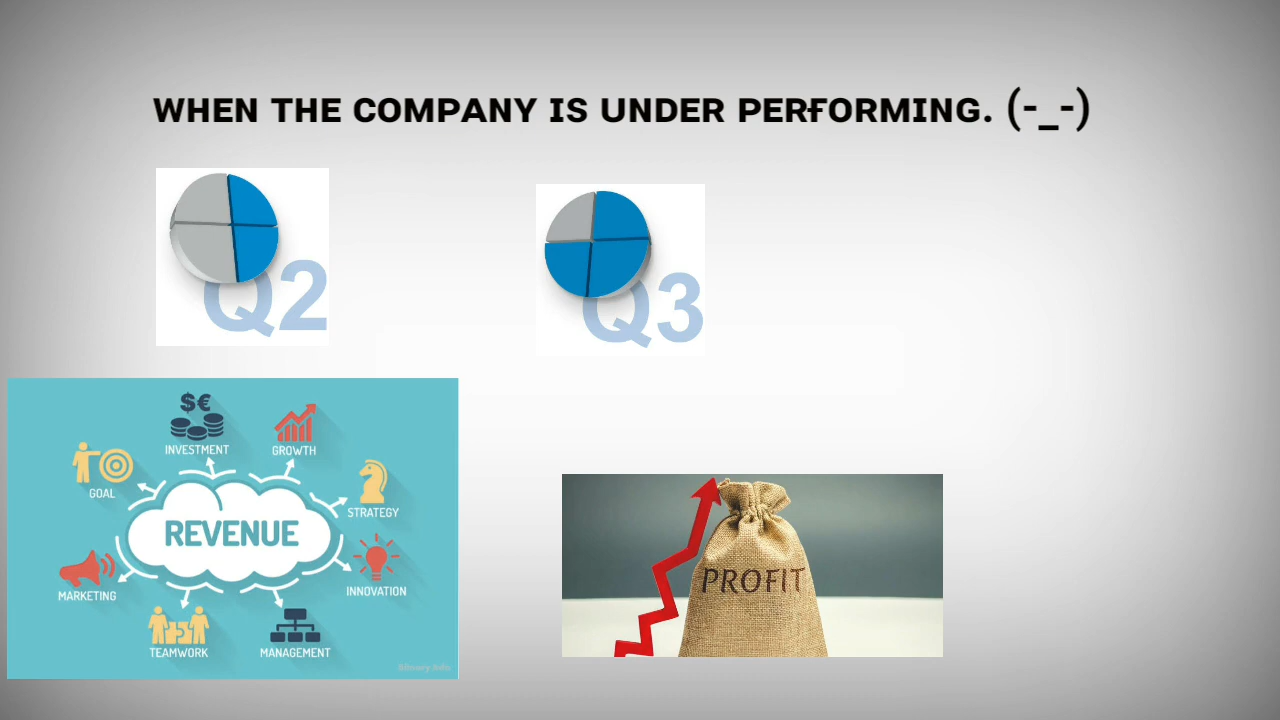 WHEN THE COMPANY IS UNDER PERFORMING. (-_-)
Q2
Q3
$€
INVESTMENT
GROWTH
GOAL
STRATEGY
REVENUE
MARKETING
INNOVATION
TEAMWORK
MANAGEMENT
PROFIT